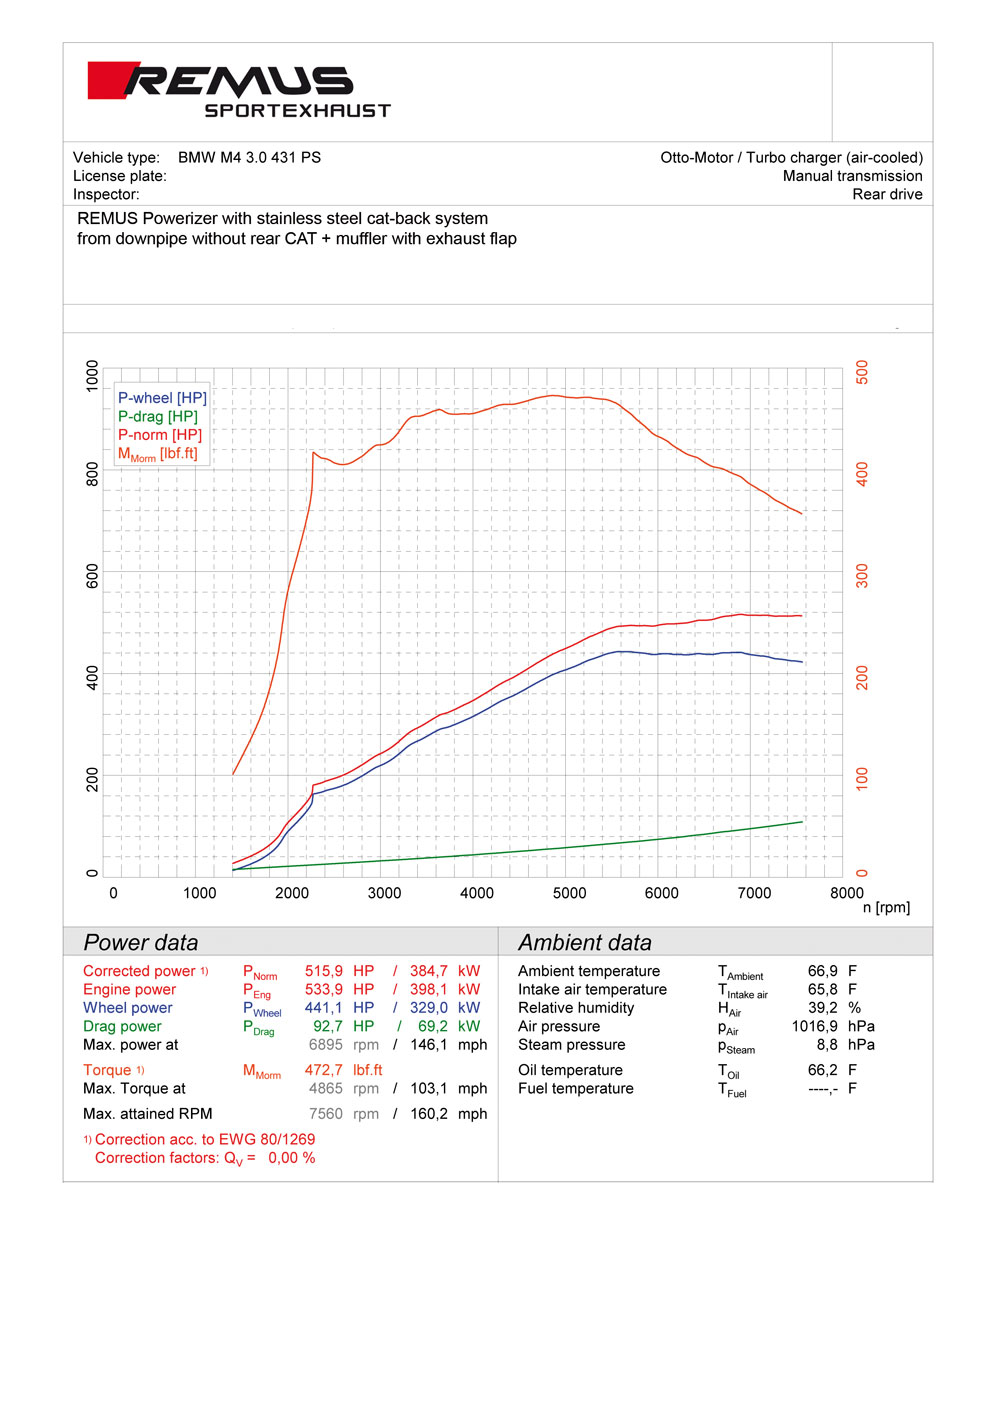 REMUS
SPORTEXHAUST
Vehicle type: BMW M4 3.0 431 PS
Otto-Motor / Turbo charger (air-cooled)
License plate:
Manual transmission
Inspector:
Rear drive
REMUS Powerizer with stainless steel cat-back system
from downpipe without rear CAT + muffler with exhaust flap
1000
800
600
400
200
0
P-wheel [HP]
P-drag [HP]
P-norm [HP]
MMorm [lbf.ft]
500
400
300
200
100
0
0 1000 2000 3000 4000 5000 6000 7000 8000
n [rpm]
Power data
Corrected power 1) PNorm 515,9 HP / 384,7 kW
Engine power PEng 533,9 HP / 398,1 kW
Wheel power PWheel 441,1 HP / 329,0 kW
Drag power PDrag 92,7 HP / 69,2 kW
Max. power at 6895 rpm / 146,1 mph
Torque 1) MMorm 472,7 lbf.ft
Max. Torque at 4865 rpm / 103,1 mph
Max. attained RPM 7560 rpm / 160,2 mph
1) Correction acc. to EWG 80/1269
Correction factors: QV = 0,00 %
Ambient data
Ambient temperature TAmbient 66,9 F
Intake air temperature TIntake air 65,8 F
Relative humidity HAir 39,2 %
Air pressure pAir 1016,9 hPa
Steam pressure pSteam 8,8 hPa
Oil temperature TOil 66,2 F
Fuel temperature TFuel ----,- F